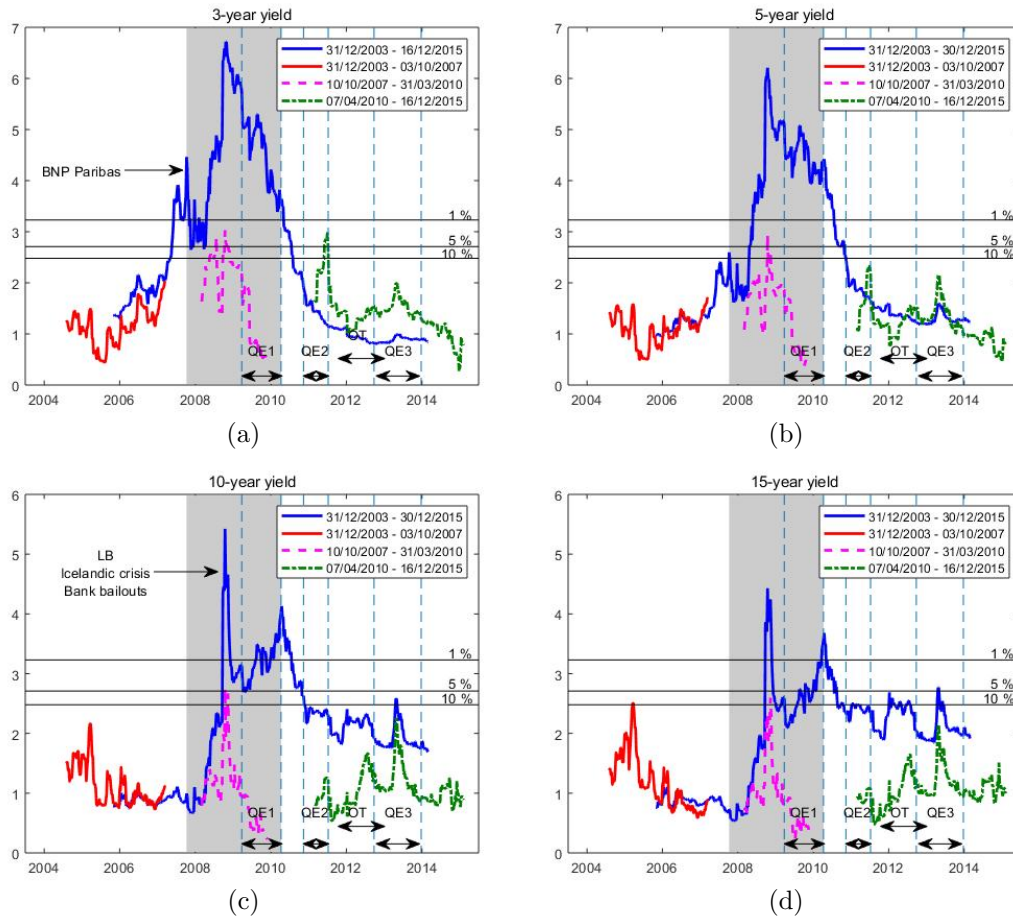 3-year yield
7
6
5
4
3
2
1
0
31/12/2003 - 16/12/2015
31/12/2003 - 03/10/2007
10/10/2007 - 31/03/2010
07/04/2010 - 16/12/2015
BNP Paribas
1 %
5 %
10 %
OT
QE1
QE2
QE3
2004 2006 2008 2010 2012 2014
(a)
5-year yield
7
6
5
4
3
2
1
0
31/12/2003 - 30/12/2015
31/12/2003 - 03/10/2007
10/10/2007 - 31/03/2010
07/04/2010 - 16/12/2015
1 %
5 %
10 %
QE1
QE2
OT
QE3
2004 2006 2008 2010 2012 2014
(b)
10-year yield
6
5
4
3
2
1
0
31/12/2003 - 30/12/2015
31/12/2003 - 03/10/2007
10/10/2007 - 31/03/2010
07/04/2010 - 16/12/2015
LB
Icelandic crisis
Bank bailouts
1 %
5 %
10 %
QE1
QE2
OT
QE3
2004 2006 2008 2010 2012 2014
(c)
15-year yield
6
5
4
3
2
1
0
31/12/2003 - 30/12/2015
31/12/2003 - 03/10/2007
10/10/2007 - 31/03/2010
07/04/2010 - 16/12/2015
1 %
5 %
10 %
QE1
QE2
OT
QE3
2004 2006 2008 2010 2012 2014
(d)